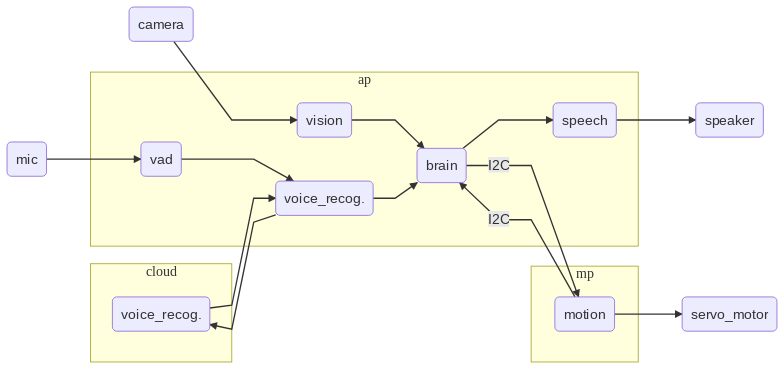 camera
ap
vision
speech
speaker
mic
vad
brain
I2C
voice_recog.
I2C
cloud
mp
voice_recog.
motion
servo_motor